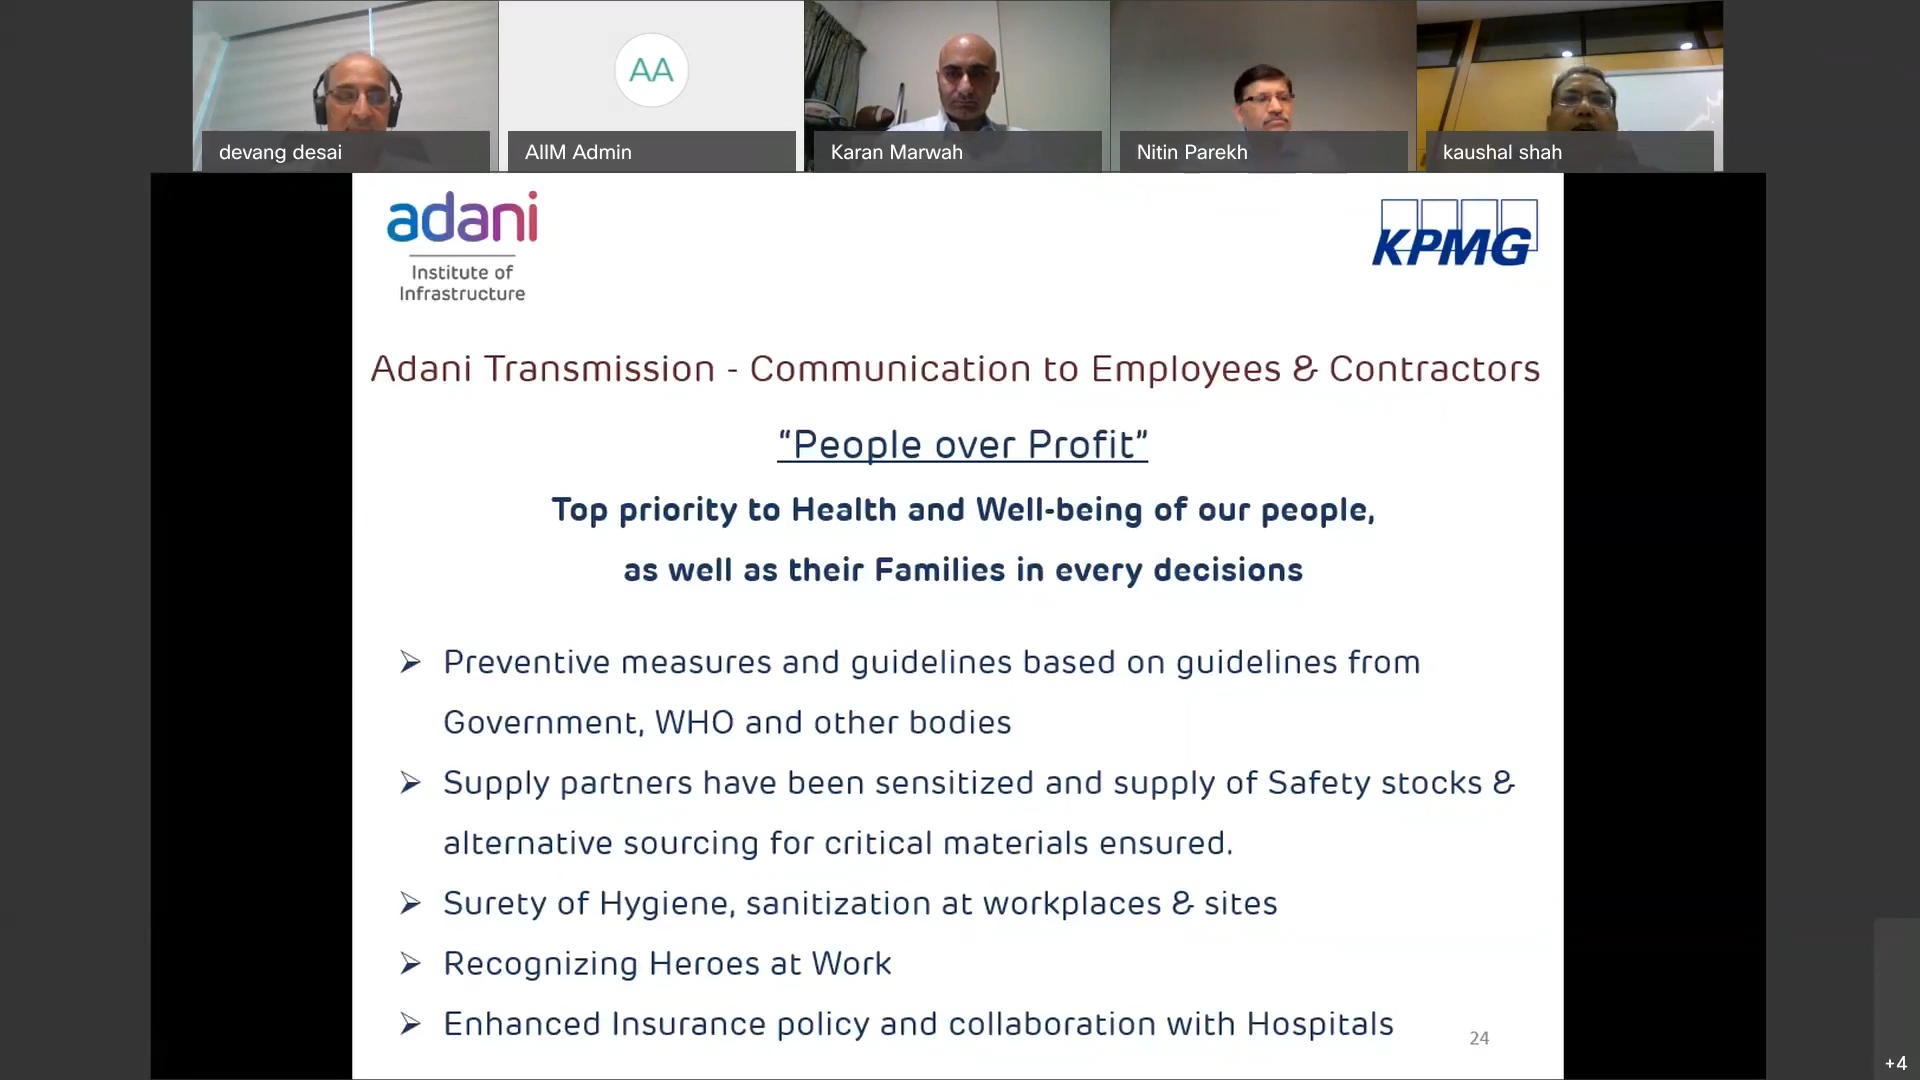 devang desai
AA
AIIM Admin
Karan Marwah
Nitin Parekh
kaushal shah
adani
Institute of
Infrastructure
KPMG
Adani Transmission - Communication to Employees & Contractors
“People over Profit”
Top priority to Health and Well-being of our people,
as well as their Families in every decisions
➢ Preventive measures and guidelines based on guidelines from
Government, WHO and other bodies
➢ Supply partners have been sensitized and supply of Safety stocks &
alternative sourcing for critical materials ensured.
➢ Surety of Hygiene, sanitization at workplaces & sites
➢ Recognizing Heroes at Work
➢ Enhanced Insurance policy and collaboration with Hospitals
24
+4